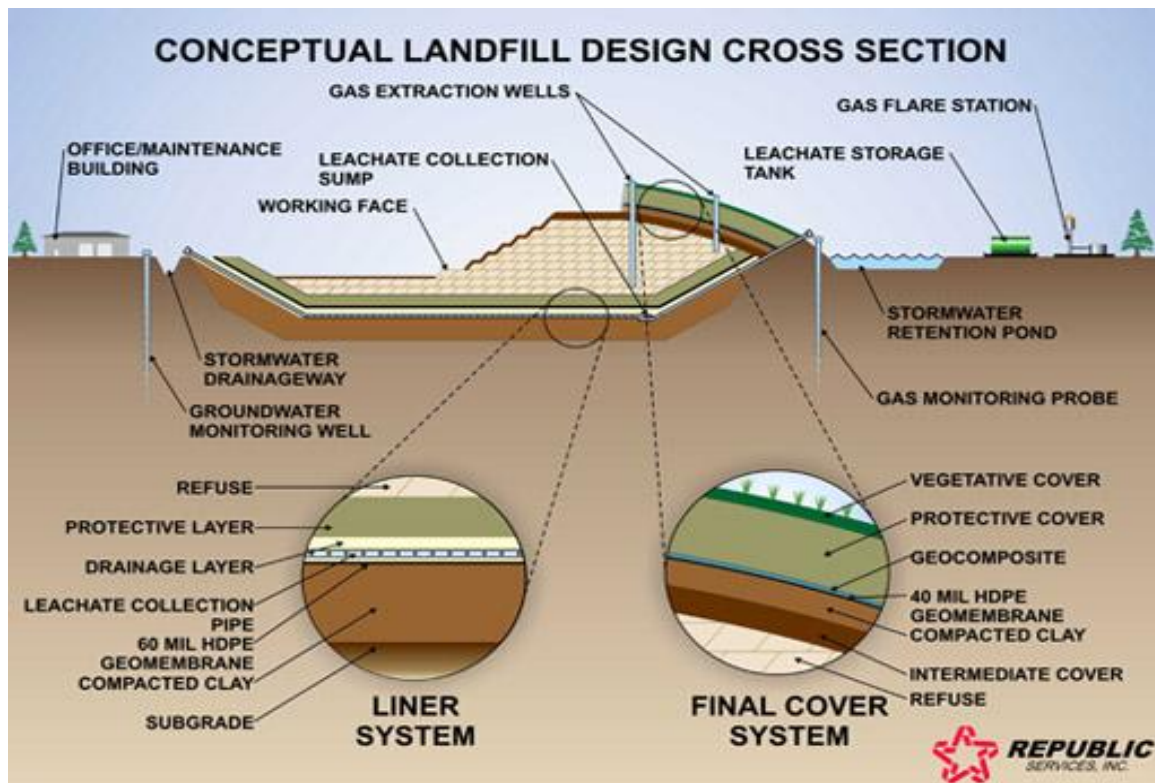 CONCEPTUAL LANDFILL DESIGN CROSS SECTION
GAS EXTRACTION WELLS
GAS FLARE STATION
OFFICE/MAINTENANCE
BUILDING
LEACHATE COLLECTION
SUMP
LEACHATE STORAGE
TANK
WORKING FACE
STORMWATER
RETENTION POND
STORMWATER
DRAINAGEWAY
GAS MONITORING PROBE
GROUNDWATER
MONITORING WELL
REFUSE
PROTECTIVE LAYER
DRAINAGE LAYER
LEACHATE COLLECTION
PIPE
60 MIL HDPE
GEOMEMBRANE
COMPACTED CLAY
SUBGRADE
LINER
SYSTEM
VEGETATIVE COVER
PROTECTIVE COVER
GEOCOMPOSITE
40 MIL HDPE
GEOMEMBRANE
COMPACTED CLAY
INTERMEDIATE COVER
REFUSE
FINAL COVER
SYSTEM
REPUBLIC
SERVICES, INC.